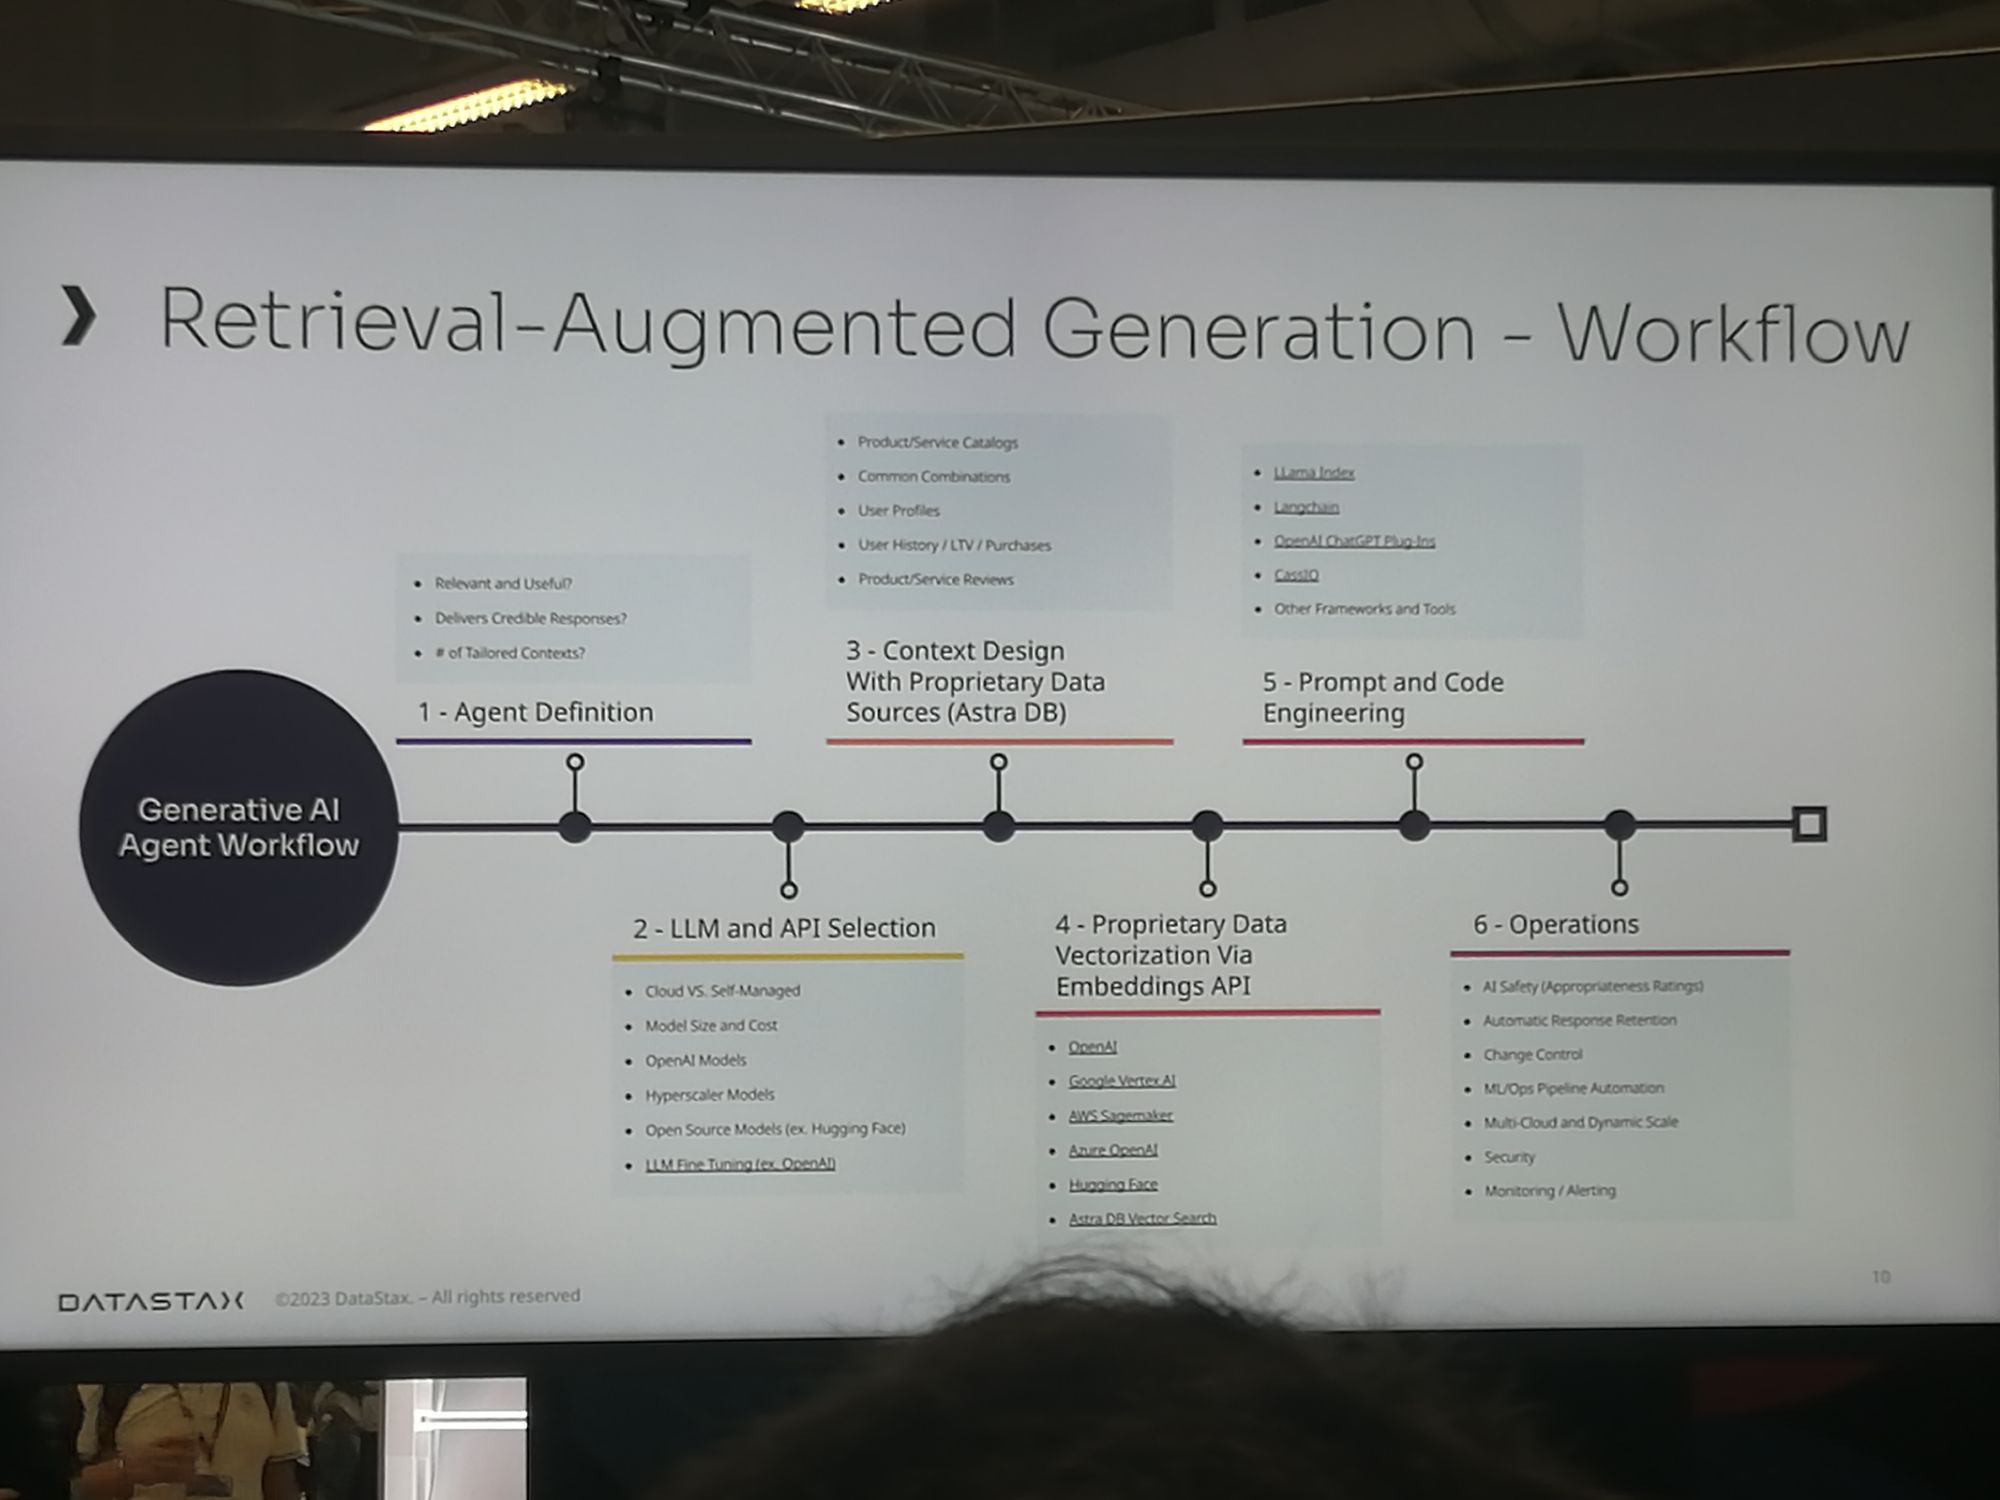 ❯ Retrieval-Augmented Generation - Workflow
Generative AI
Agent Workflow
• Relevant and Useful?
• Delivers Credible Responses?
• # of Tailored Contexts?
1 - Agent Definition
2 - LLM and API Selection
• Cloud VS. Self-Managed
• Model Size and Cost
• OpenAI Models
• Hyperscaler Models
• Open Source Models (ex. Hugging Face)
• LLM Fine Tuning (ex. OpenAI)
• Product/Service Catalogs
• Common Combinations
• User Profiles
• User History / LTV / Purchases
• Product/Service Reviews
3 - Context Design
With Proprietary Data
Sources (Astra DB)
4 - Proprietary Data
Vectorization Via
Embeddings API
• OpenAI
• Google Vertex AI
• AWS Sagemaker
• Azure OpenAI
• Hugging Face
• Astra DB Vector Search
• LLama Index
• Langchain
• OpenAI ChatGPT Plug-Ins
• CassIO
• Other Frameworks and Tools
5 - Prompt and Code
Engineering
6 - Operations
• AI Safety (Appropriateness Ratings)
• Automatic Response Retention
• Change Control
• ML/Ops Pipeline Automation
• Multi-Cloud and Dynamic Scale
• Security
• Monitoring / Alerting
DATASTAX ©2023 DataStax. – All rights reserved
10